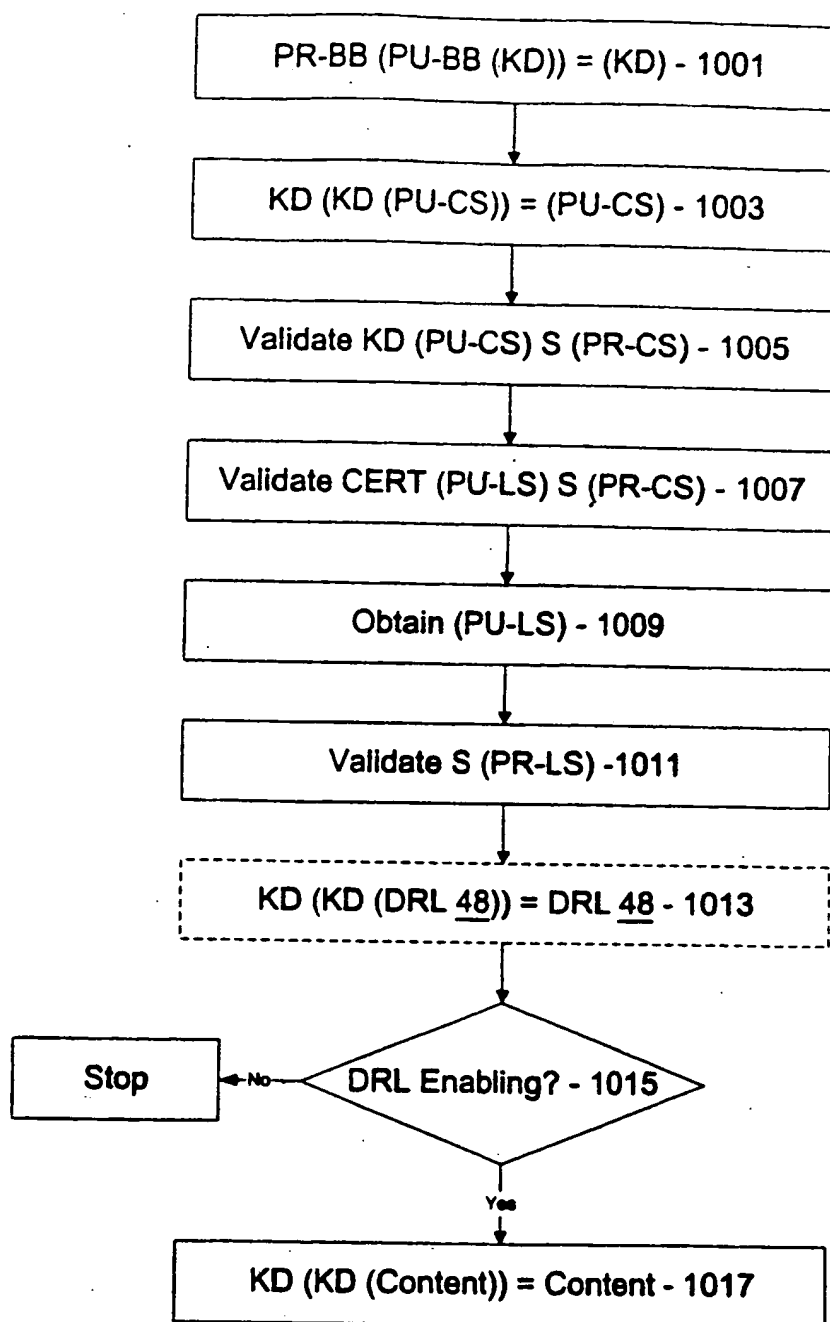 PR-BB (PU-BB (KD)) = (KD) - 1001
KD (KD (PU-CS)) = (PU-CS) - 1003
Validate KD (PU-CS) S (PR-CS) - 1005
Validate CERT (PU-LS) S (PR-CS) - 1007
Obtain (PU-LS) - 1009
Validate S (PR-LS) -1011
KD (KD (DRL 48)) = DRL 48 - 1013
DRL Enabling? - 1015
No
Stop
Yes
KD (KD (Content)) = Content - 1017